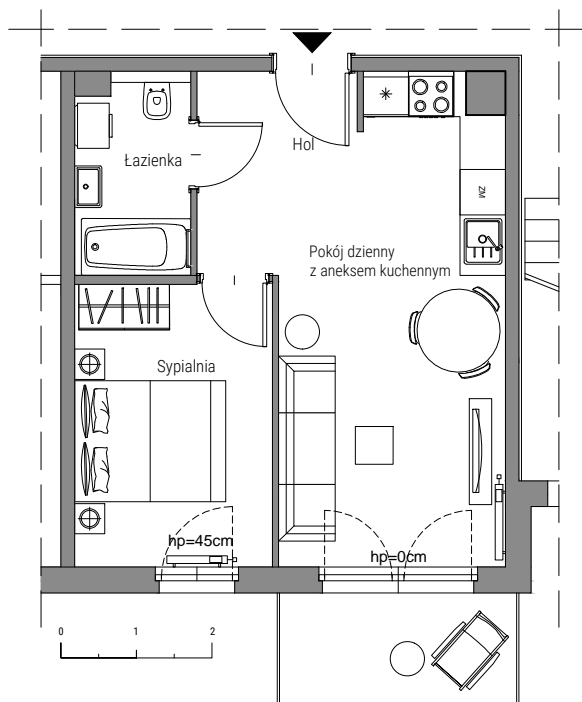 Hol
Łazienka
ZM
Pokój dzienny
z aneksem kuchennym
Sypialnia
hp=45cm
hp=0cm
0 1 2